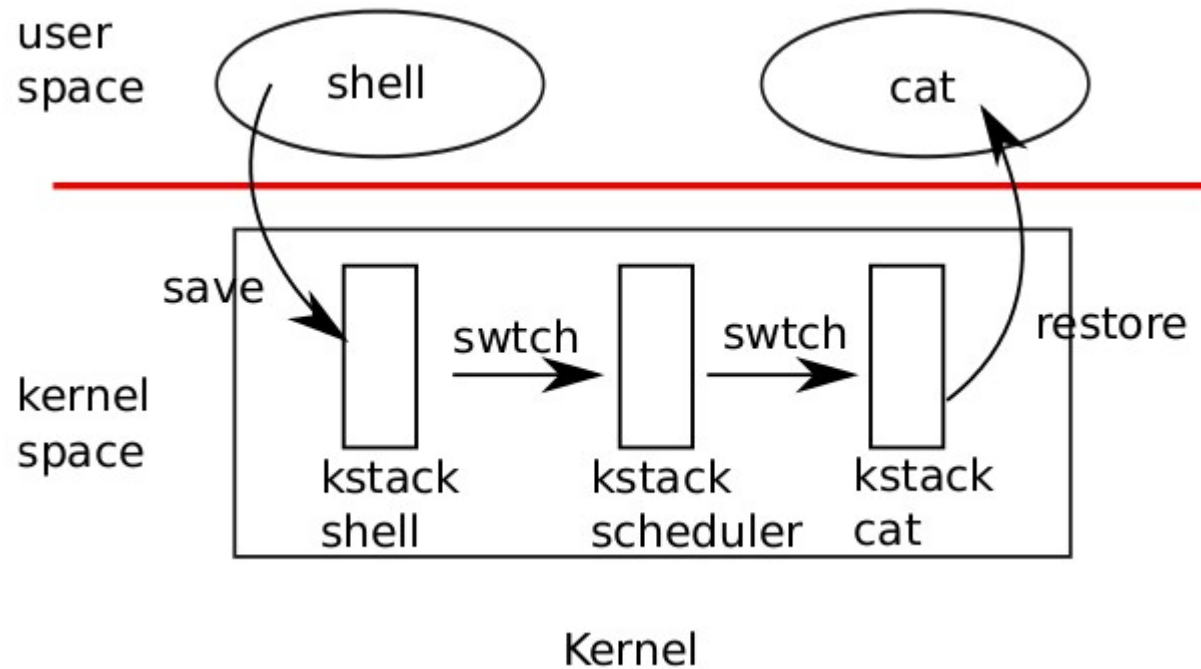 user
space
shell
cat
save
swtch
swtch
restore
kernel
space
kstack
shell
kstack
scheduler
kstack
cat
Kernel